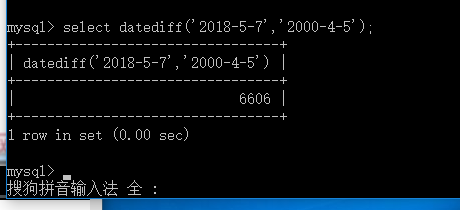 mysql> select datediff('2018-5-7','2000-4-5');
+-------------------------------+
| datediff('2018-5-7','2000-4-5') |
+-------------------------------+
|                          6606 |
+-------------------------------+
1 row in set (0.00 sec)
mysql>
搜狗拼音输入法 全 :